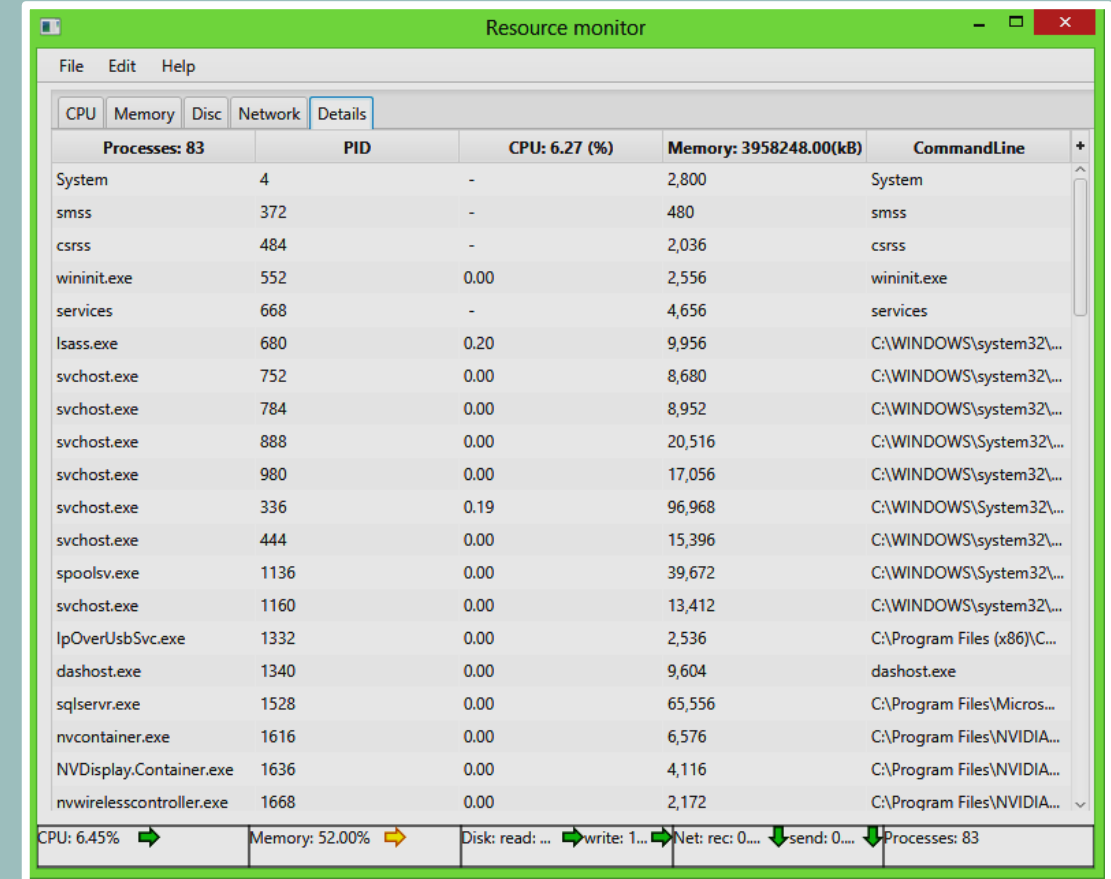 Resource monitor
File Edit Help
CPU Memory Disc Network Details
Processes: 83 PID CPU: 6.27 (%) Memory: 3958248.00(kB) CommandLine +
System 4 - 2,800 System
smss 372 - 480 smss
csrss 484 - 2,036 csrss
wininit.exe 552 0.00 2,556 wininit.exe
services 668 - 4,656 services
lsass.exe 680 0.20 9,956 C:\WINDOWS\system32\...
svchost.exe 752 0.00 8,680 C:\WINDOWS\system32\...
svchost.exe 784 0.00 8,952 C:\WINDOWS\system32\...
svchost.exe 888 0.00 20,516 C:\WINDOWS\System32\...
svchost.exe 980 0.00 17,056 C:\WINDOWS\system32\...
svchost.exe 336 0.19 96,968 C:\WINDOWS\System32\...
svchost.exe 444 0.00 15,396 C:\WINDOWS\system32\...
spoolsv.exe 1136 0.00 39,672 C:\WINDOWS\System32\...
svchost.exe 1160 0.00 13,412 C:\WINDOWS\system32\...
IpOverUsbSvc.exe 1332 0.00 2,536 C:\Program Files (x86)\C...
dashost.exe 1340 0.00 9,604 dashost.exe
sqlservr.exe 1528 0.00 65,556 C:\Program Files\Micros...
nvcontainer.exe 1616 0.00 6,576 C:\Program Files\NVIDIA...
NVDisplay.Container.exe 1636 0.00 4,116 C:\Program Files\NVIDIA...
nvwirelesscontroller.exe 1668 0.00 2,172 C:\Program Files\NVIDIA...
CPU: 6.45% Memory: 52.00% Disk: read: ... write: 1... Net: rec: 0.... send: 0.... Processes: 83